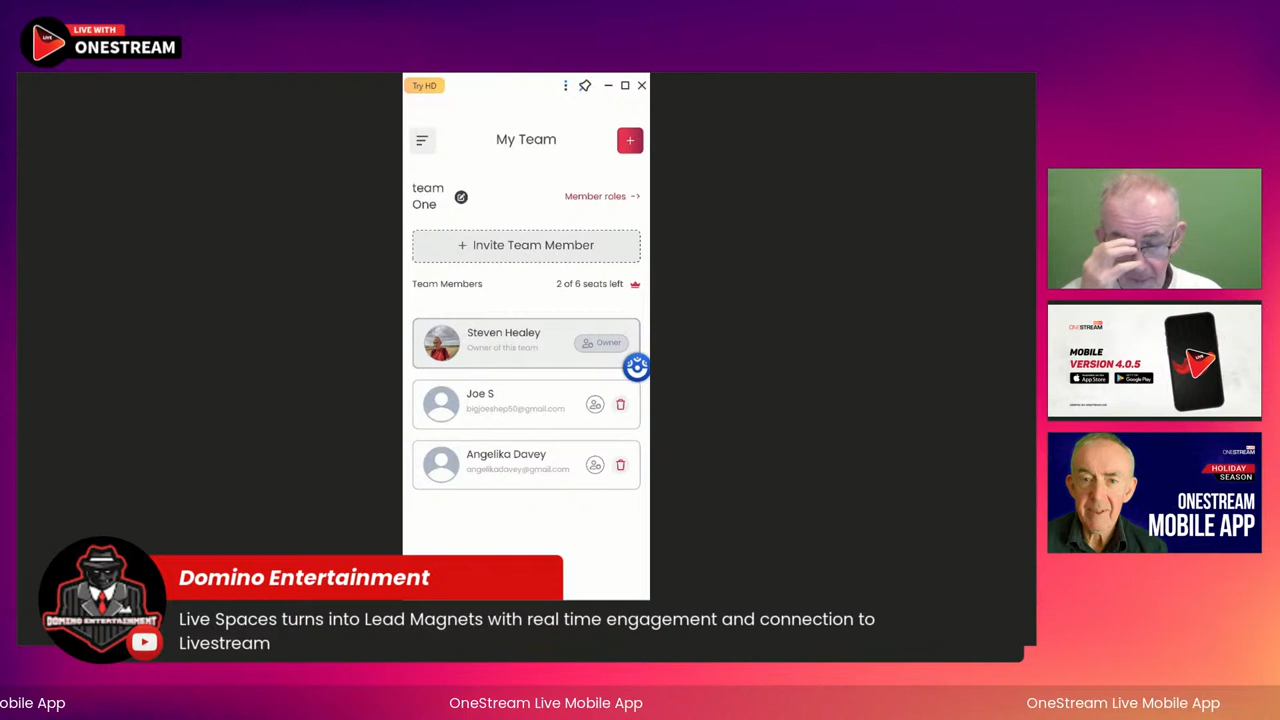 LIVE WITH
LIVE
ONESTREAM
Try HD
My Team
+
team
One
Member roles ->
+ Invite Team Member
Team Members
2 of 6 seats left
Steven Healey
Owner of this team
Owner
Joe S
bigjoeshep50@gmail.com
Angelika Davey
angelikadavey@gmail.com
ONESTREAM
MOBILE
VERSION 4.0.5
App Store
Google Play
LIVE
ONESTREAM
HOLIDAY
SEASON
ONESTREAM
MOBILE APP
DOMINO ENTERTAINMENT
Domino Entertainment
Live Spaces turns into Lead Magnets with real time engagement and connection to
Livestream
obile App
OneStream Live Mobile App
OneStream Live Mobile App